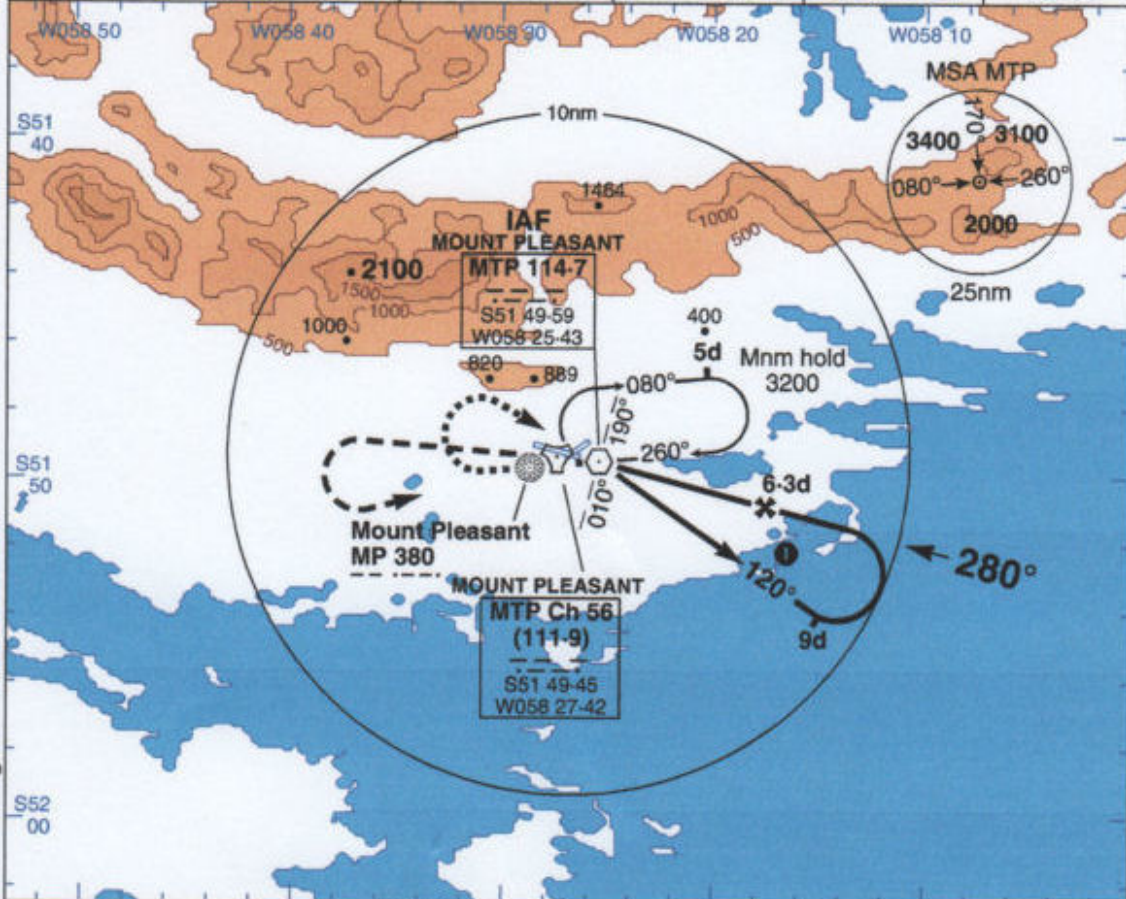 W058 50
W058 40
W058 30
W058 20
W058 10
MSA MTP
10nm
S51
40
3400
170°
3100
080°
260°
2000
25nm
1464
1000
500
IAF
MOUNT PLEASANT
MTP 114·7
S51 49·59
W058 25·43
2100
1500
1000
1000
500
400
5d
Mnm hold
3200
820
889
080°
190°
260°
010°
S51
50
6·3d
Mount Pleasant
MP 380
1
280°
120°
9d
MOUNT PLEASANT
MTP Ch 56
(111·9)
S51 49·45
W058 27·42
S52
00